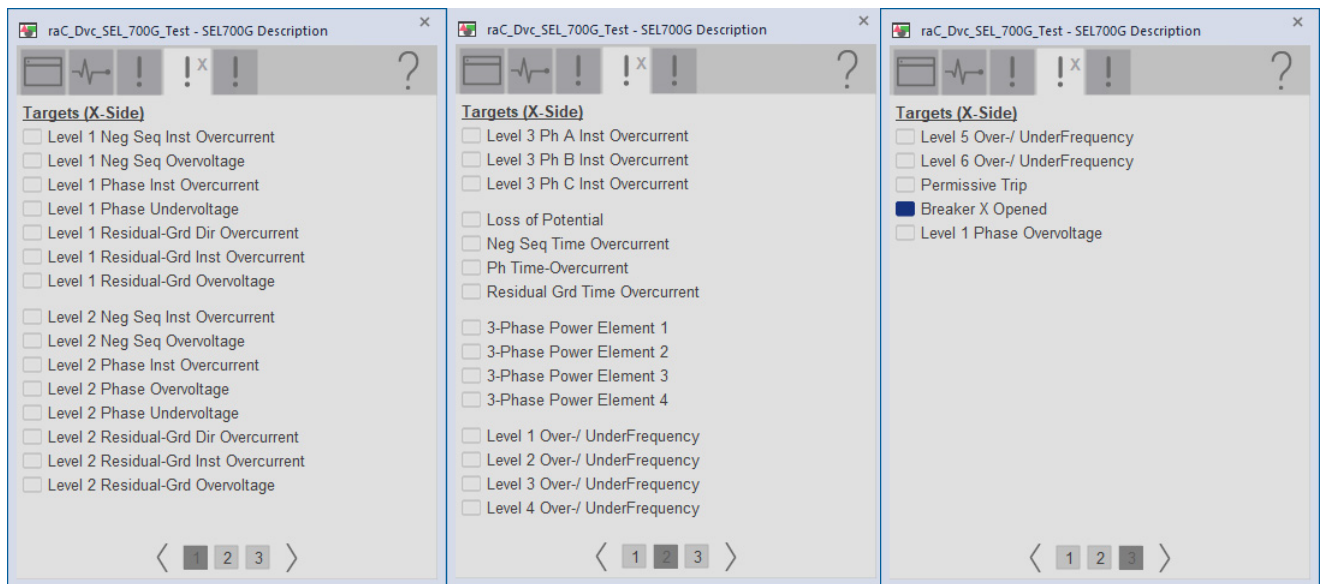 raC_Dvc_SEL_700G_Test - SEL700G Description
×
! ! X ! ?
Targets (X-Side)
Level 1 Neg Seq Inst Overcurrent
Level 1 Neg Seq Overvoltage
Level 1 Phase Inst Overcurrent
Level 1 Phase Undervoltage
Level 1 Residual-Grd Dir Overcurrent
Level 1 Residual-Grd Inst Overcurrent
Level 1 Residual-Grd Overvoltage
Level 2 Neg Seq Inst Overcurrent
Level 2 Neg Seq Overvoltage
Level 2 Phase Inst Overcurrent
Level 2 Phase Overvoltage
Level 2 Phase Undervoltage
Level 2 Residual-Grd Dir Overcurrent
Level 2 Residual-Grd Inst Overcurrent
Level 2 Residual-Grd Overvoltage
1 2 3
raC_Dvc_SEL_700G_Test - SEL700G Description
×
! ! X ! ?
Targets (X-Side)
Level 3 Ph A Inst Overcurrent
Level 3 Ph B Inst Overcurrent
Level 3 Ph C Inst Overcurrent
Loss of Potential
Neg Seq Time Overcurrent
Ph Time-Overcurrent
Residual Grd Time Overcurrent
3-Phase Power Element 1
3-Phase Power Element 2
3-Phase Power Element 3
3-Phase Power Element 4
Level 1 Over-/ UnderFrequency
Level 2 Over-/ UnderFrequency
Level 3 Over-/ UnderFrequency
Level 4 Over-/ UnderFrequency
1 2 3
raC_Dvc_SEL_700G_Test - SEL700G Description
×
! ! X ! ?
Targets (X-Side)
Level 5 Over-/ UnderFrequency
Level 6 Over-/ UnderFrequency
Permissive Trip
Breaker X Opened
Level 1 Phase Overvoltage
1 2 3